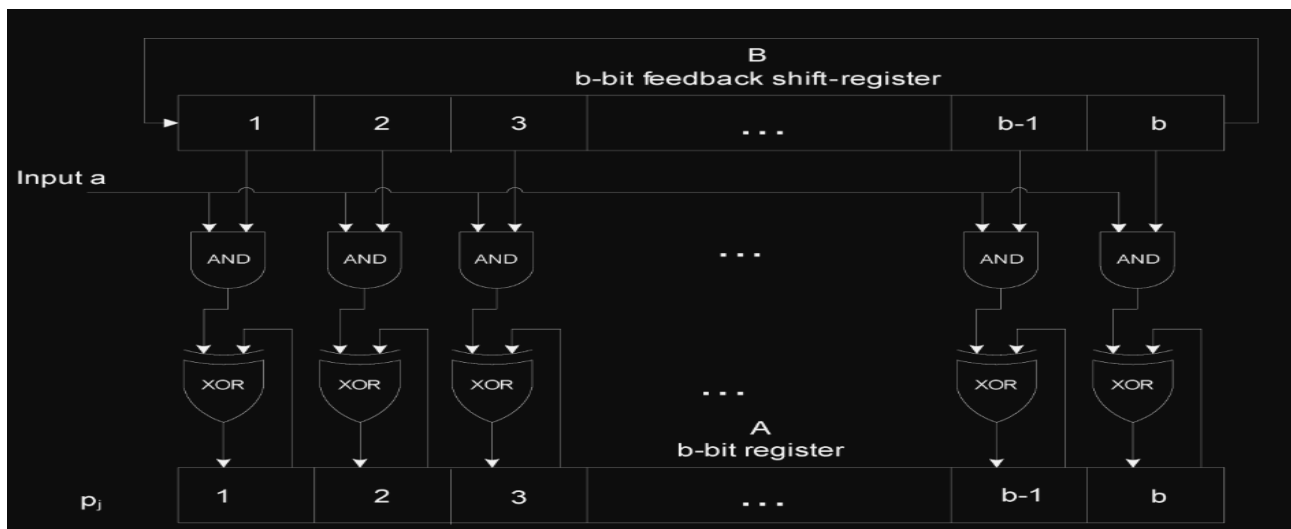 B
b-bit feedback shift-register
1 2 3 ... b-1 b
Input a
AND AND AND ... AND AND
XOR XOR XOR ... XOR XOR
A
b-bit register
pj 1 2 3 ... b-1 b